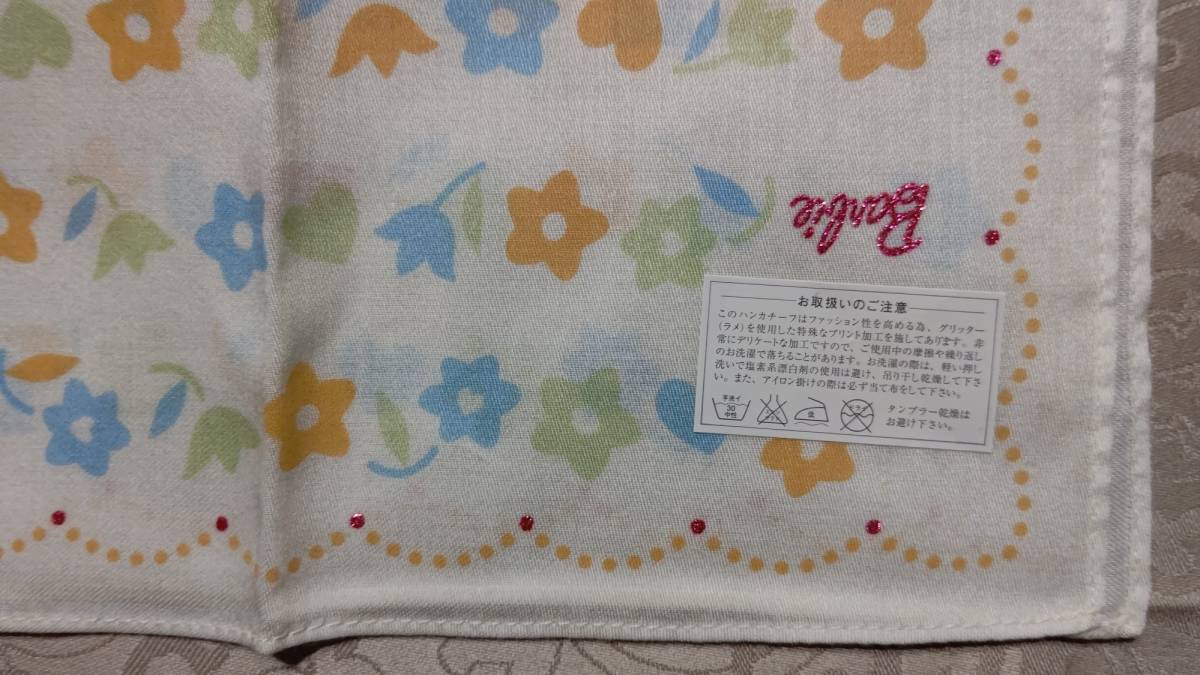 Barbie
お取扱いのご注意
このハンカチーフはファッション性を高める為、グリッター
(ラメ)を使用した特殊なプリント加工を施してあります。非
常にデリケートな加工ですので、ご使用中の摩擦や繰り返し
のお洗濯で落ちることがあります。お洗濯の際は、軽い押し
洗いで塩素系漂白剤の使用は避け、吊り干し乾燥して下さ
い。また、アイロン掛けの際は必ず当て布をして下さい。
手洗イ
30
中性
低
ドライ
タンブラー乾燥は
お避け下さい。